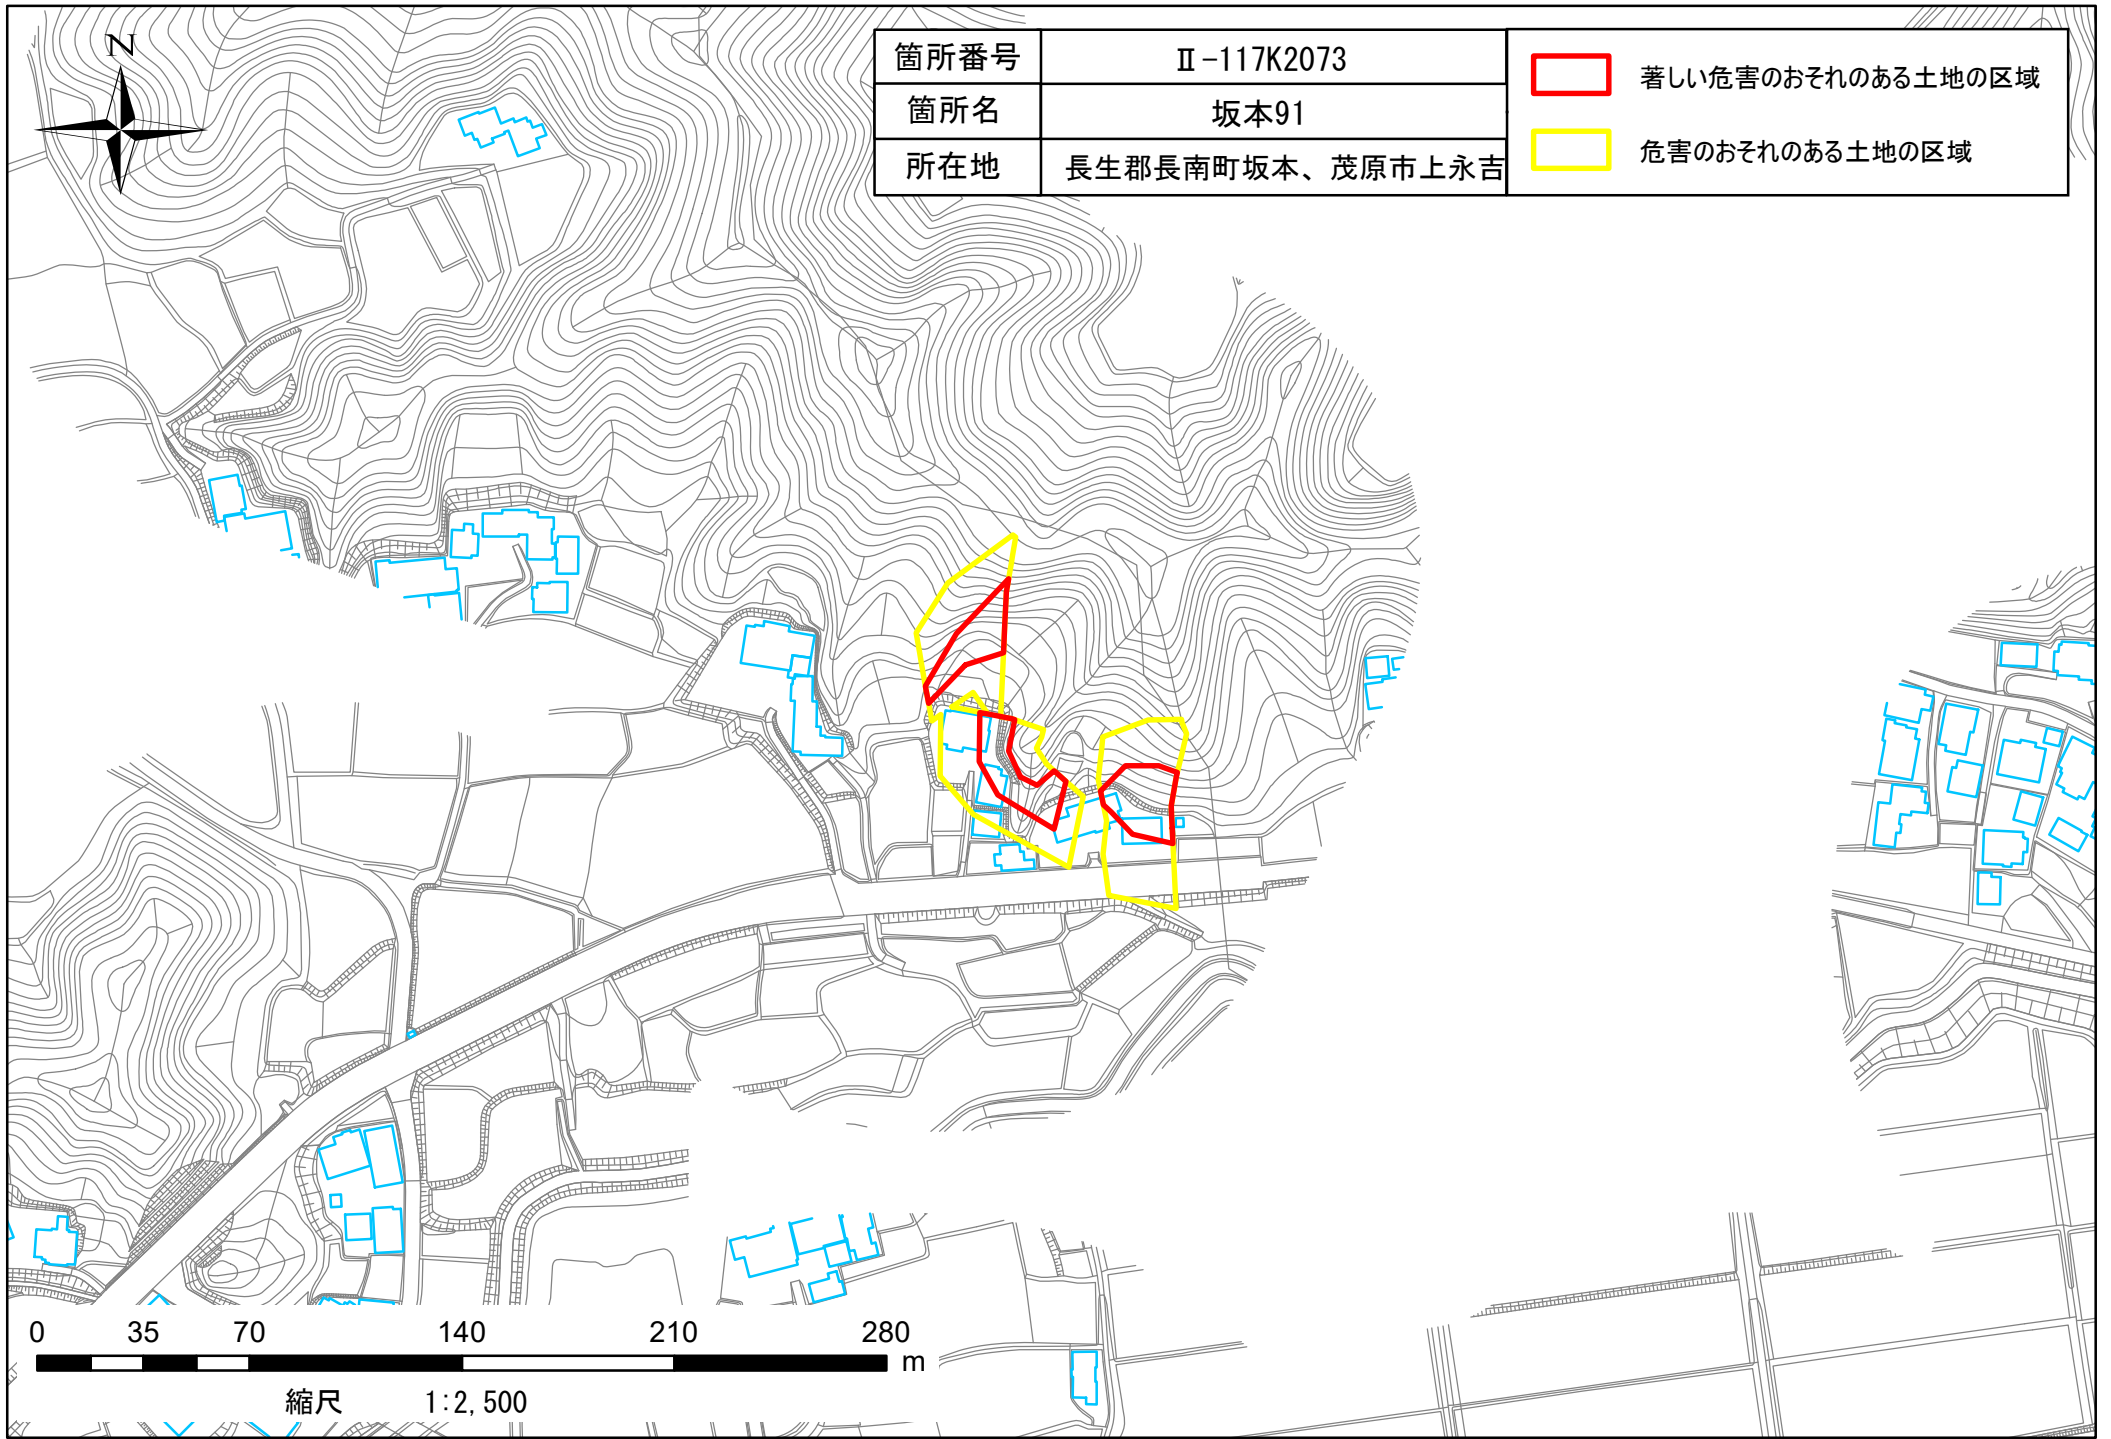 N
箇所番号 Ⅱ-117K2073
箇所名 坂本91
所在地 長生郡長南町坂本、茂原市上永吉
著しい危害のおそれのある土地の区域
危害のおそれのある土地の区域
0 35 70 140 210 280
m
縮尺 1:2,500